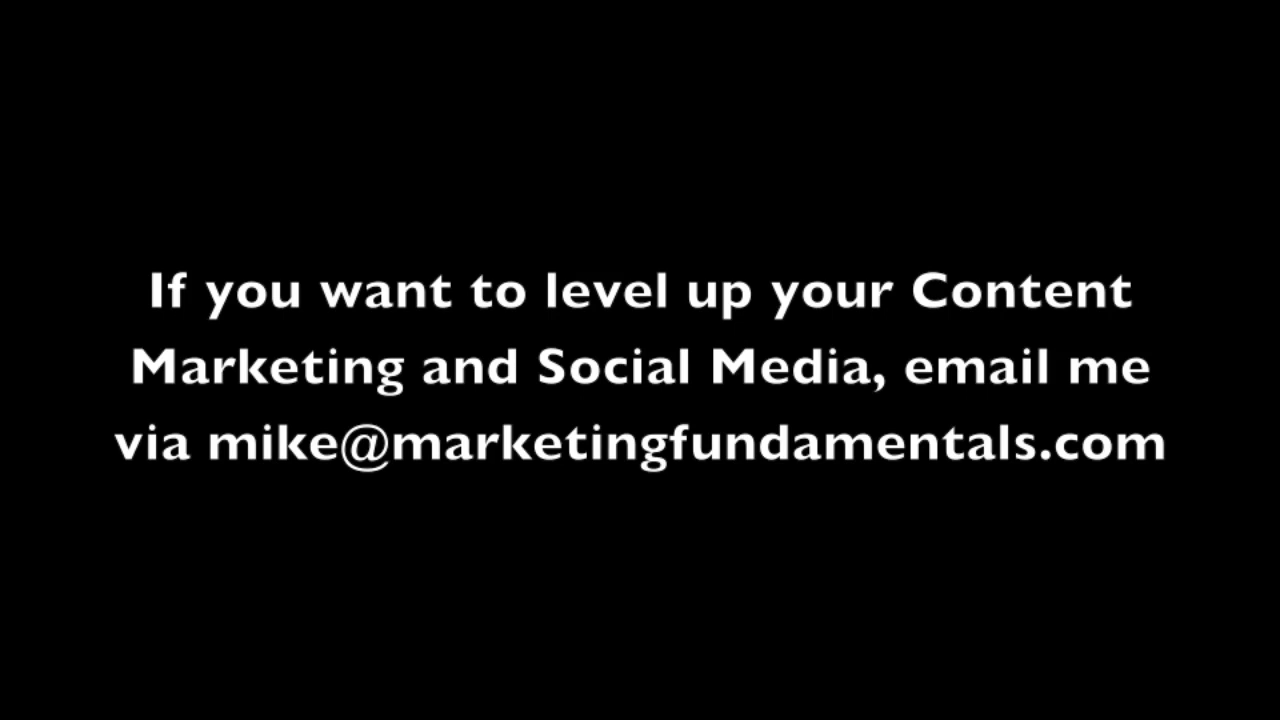 If you want to level up your Content
Marketing and Social Media, email me
via mike@marketingfundamentals.com